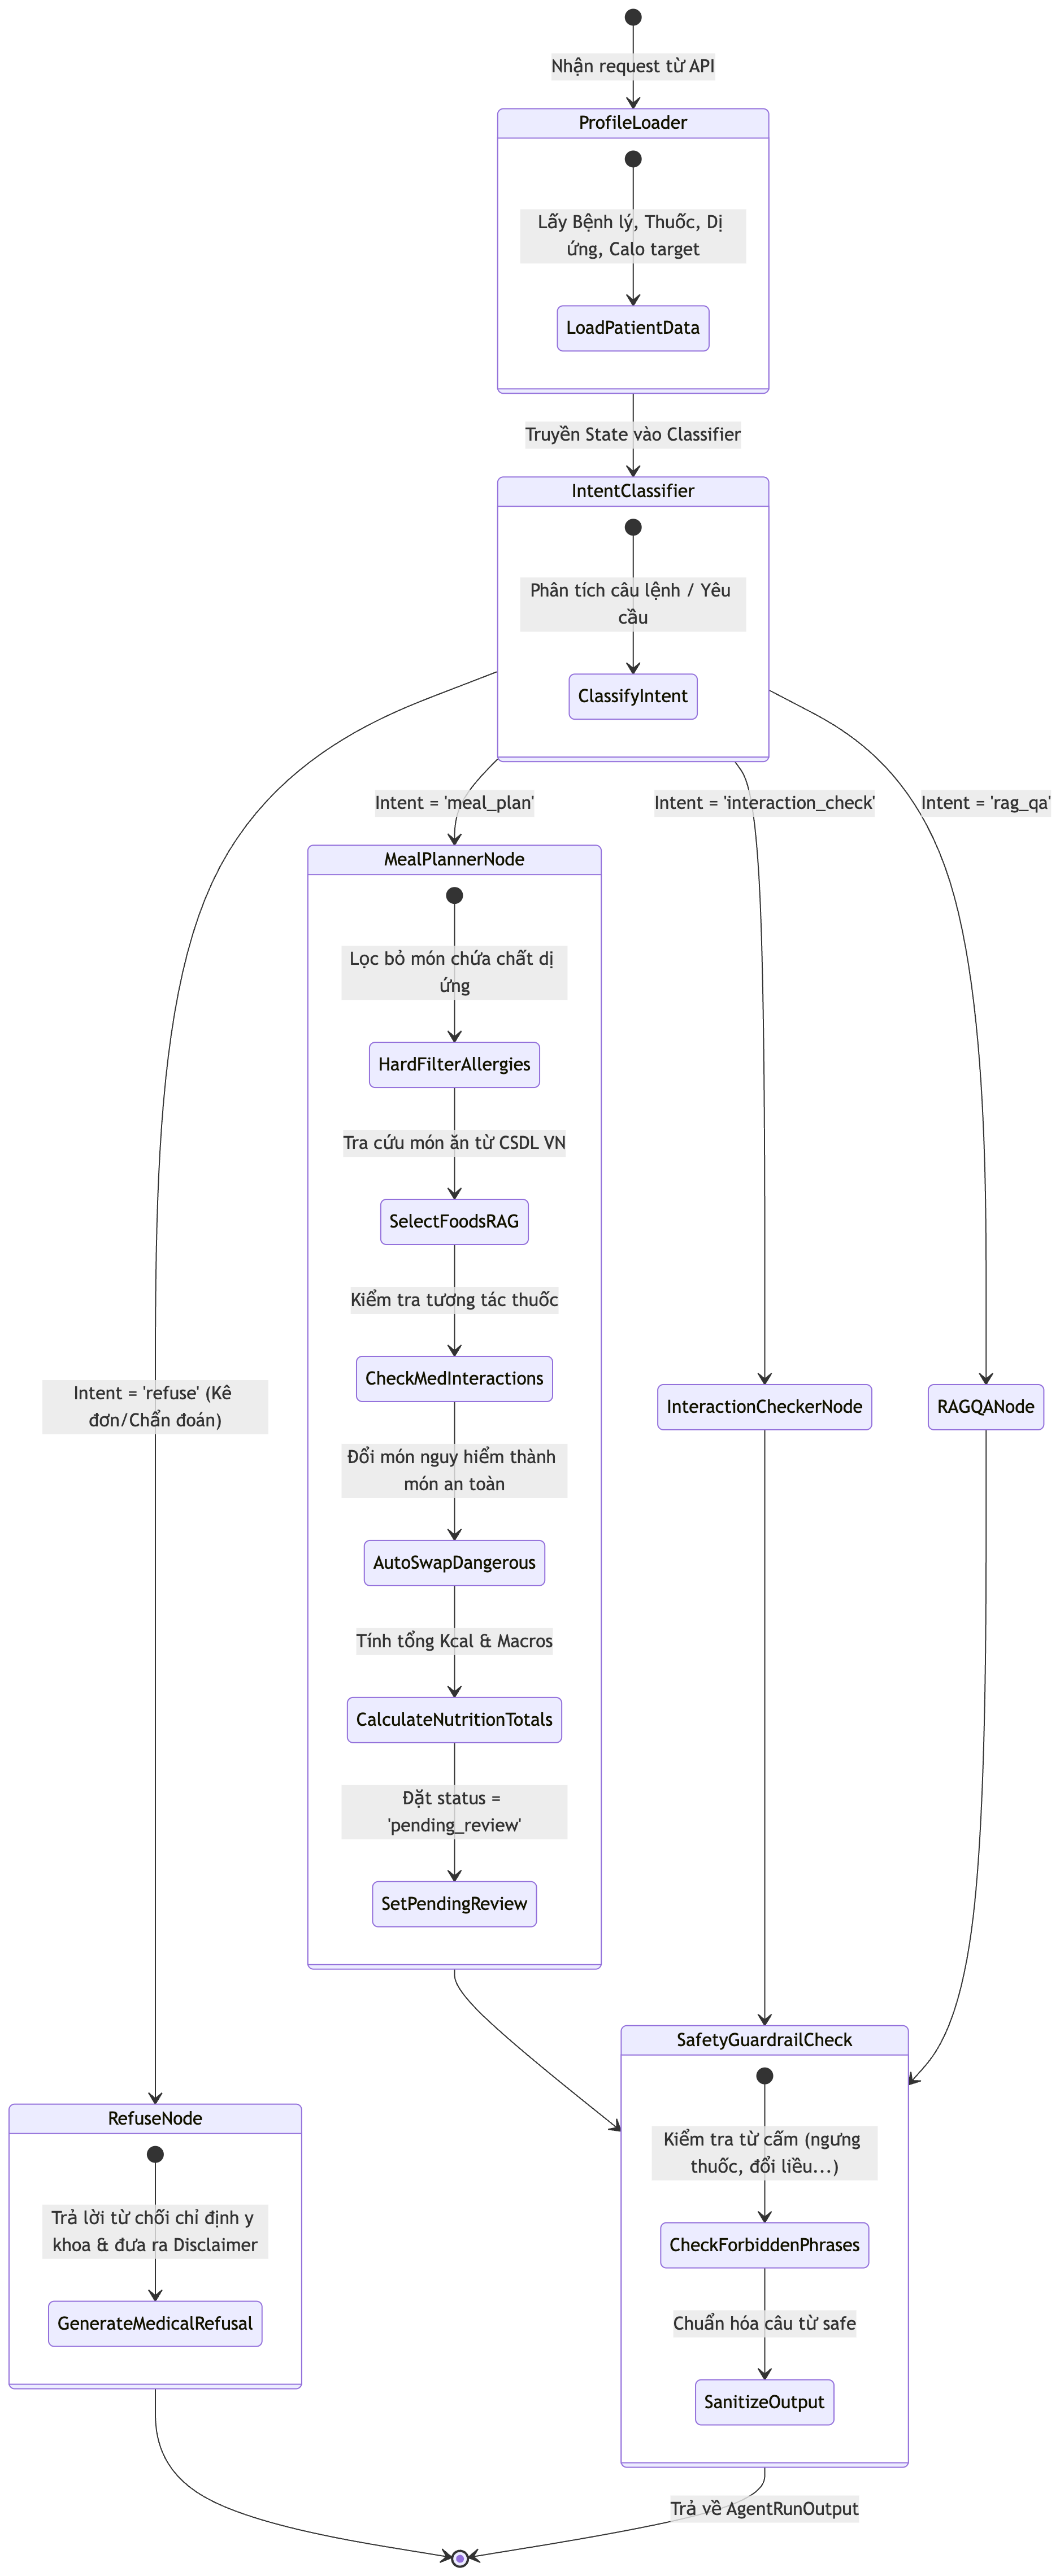 Nhận request từ API
ProfileLoader
Lấy Bệnh lý, Thuốc, Dị
ứng, Calo target
LoadPatientData
Truyền State vào Classifier
IntentClassifier
Phân tích câu lệnh / Yêu
cầu
ClassifyIntent
Intent = 'meal_plan'
Intent = 'interaction_check'
Intent = 'rag_qa'
MealPlannerNode
Lọc bỏ món chứa chất dị
ứng
HardFilterAllergies
Tra cứu món ăn từ CSDL VN
SelectFoodsRAG
Kiểm tra tương tác thuốc
CheckMedInteractions
Intent = 'refuse' (Kê
đơn/Chẩn đoán)
InteractionCheckerNode
RAGQANode
Đổi món nguy hiểm thành
món an toàn
AutoSwapDangerous
Tính tổng Kcal & Macros
CalculateNutritionTotals
Đặt status =
'pending_review'
SetPendingReview
SafetyGuardrailCheck
Kiểm tra từ cấm (ngưng
thuốc, đổi liều...)
CheckForbiddenPhrases
Chuẩn hóa câu từ safe
SanitizeOutput
RefuseNode
Trả lời từ chối chỉ định y
khoa & đưa ra Disclaimer
GenerateMedicalRefusal
Trả về AgentRunOutput